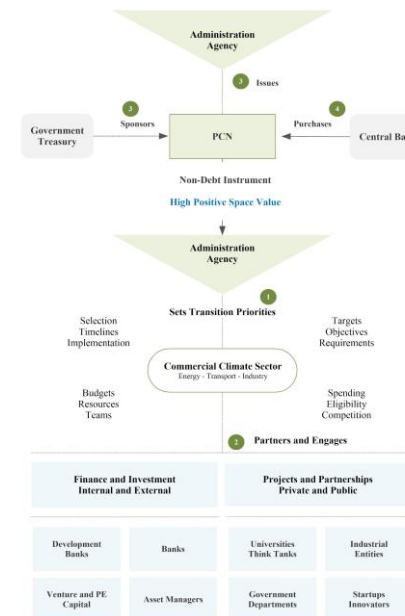 Administration
Agency
3
Issues
3
4
Sponsors
Purchases
Government
Treasury
PCN
Central Ba
Non-Debt Instrument
High Positive Space Value
Administration
Agency
1
Sets Transition Priorities
Selection
Timelines
Implementation
Targets
Objectives
Requirements
Commercial Climate Sector
Energy - Transport - Industry
Budgets
Resources
Teams
Spending
Eligibility
Competition
2
Partners and Engages
Finance and Investment
Internal and External
Projects and Partnerships
Private and Public
Development
Banks
Banks
Universities
Think Tanks
Industrial
Entities
Venture and PE
Capital
Asset Managers
Government
Departments
Startups
Innovators